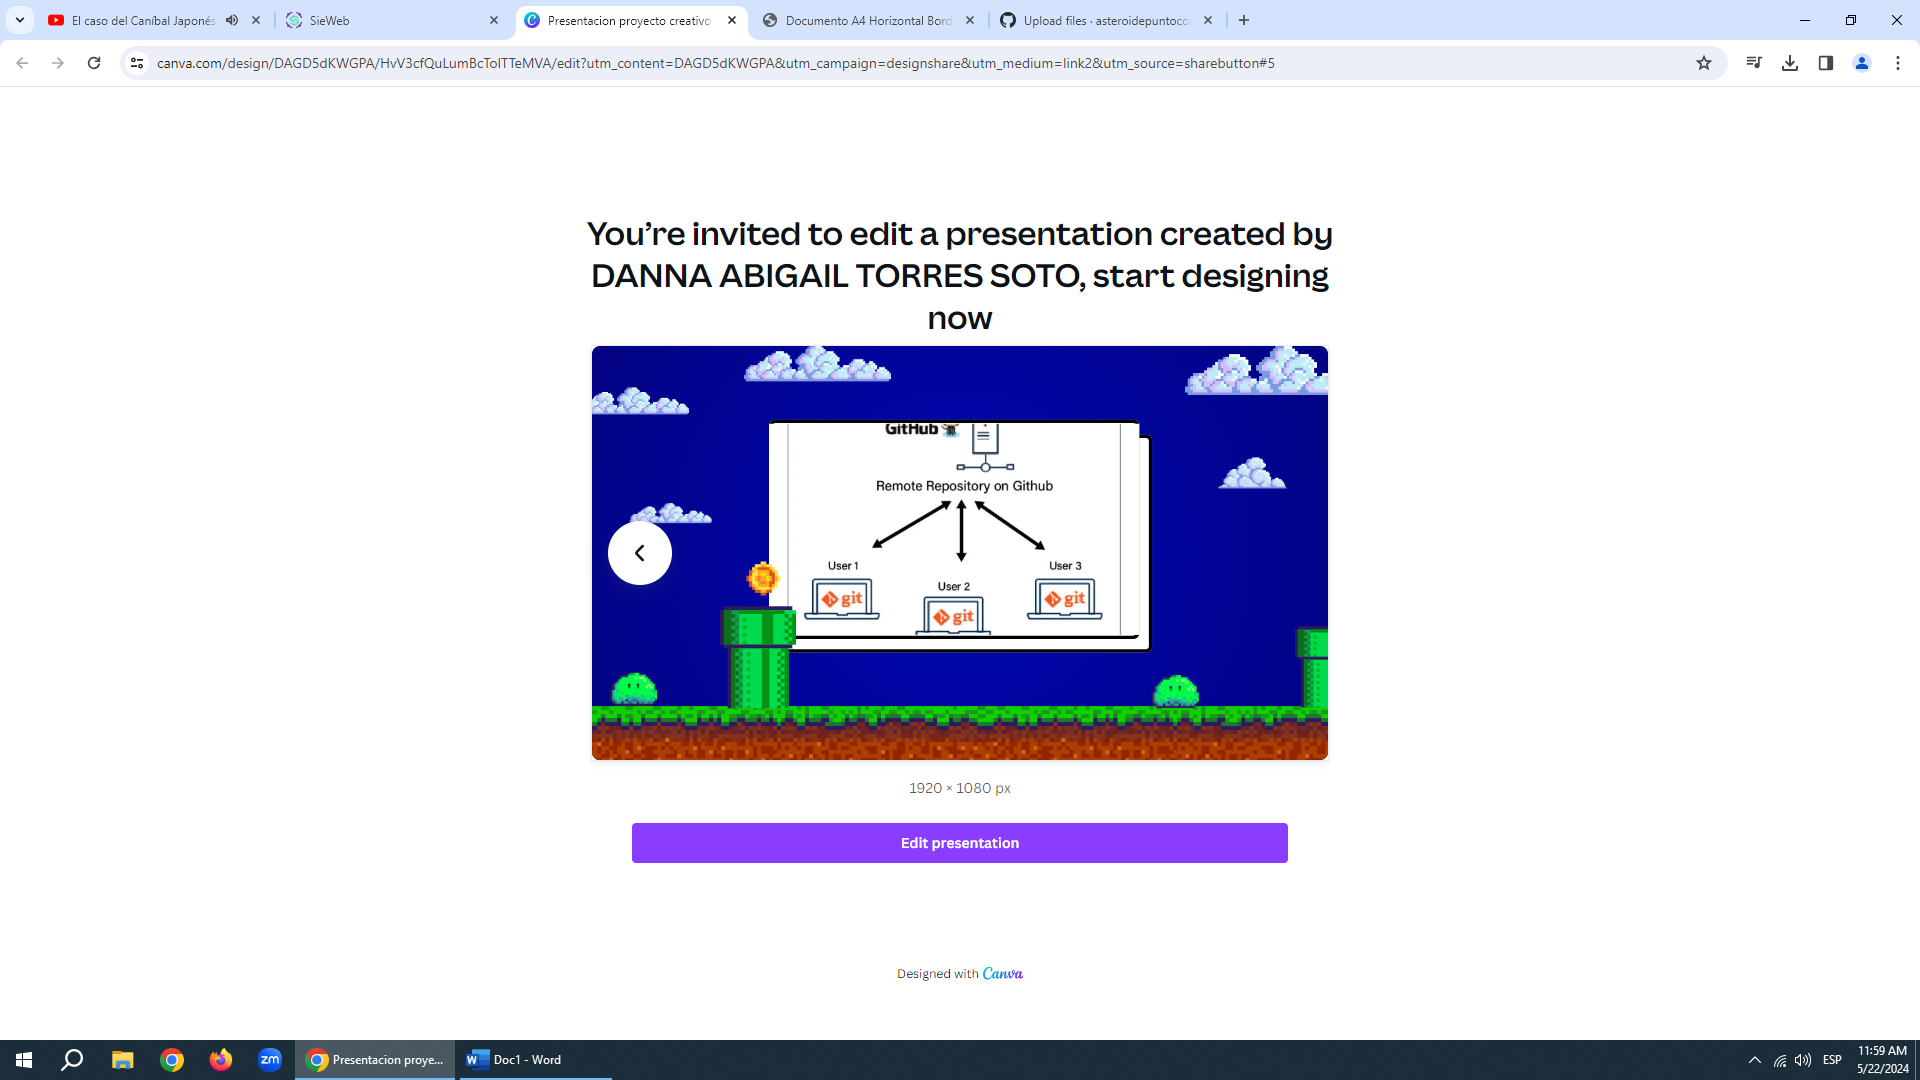 El caso del Caníbal Japonés
SieWeb
Presentacion proyecto creativo
Documento A4 Horizontal Bord
Upload files · asteroidepuntoco
canva.com/design/DAGD5dKWGPA/HvV3cfQuLumBcTolTTeMVA/edit?utm_content=DAGD5dKWGPA&utm_campaign=designshare&utm_medium=link2&utm_source=sharebutton#5
You're invited to edit a presentation created by
DANNA ABIGAIL TORRES SOTO, start designing
now
GitHub
Remote Repository on Github
User 1
User 2
User 3
git
git
git
1920 × 1080 px
Edit presentation
Designed with Canva
zm
Presentacion proye...
Doc1 - Word
ESP
11:59 AM
5/22/2024